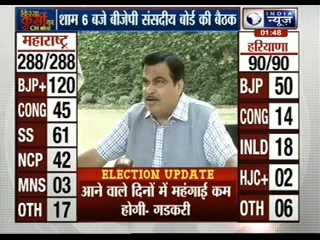 शाम 6 बजे बीजेपी संसदीय बोर्ड की बैठक
INDIA NEWS
01:48
महाराष्ट्र
288/288
BJP+ 120
CONG 45
SS 61
NCP 42
MNS 03
OTH 17
हरियाणा
90/90
BJP 50
CONG 14
INLD 18
HJC+ 02
OTH 06
ELECTION UPDATE
आने वाले दिनों में महंगाई कम
होगी- गडकरी